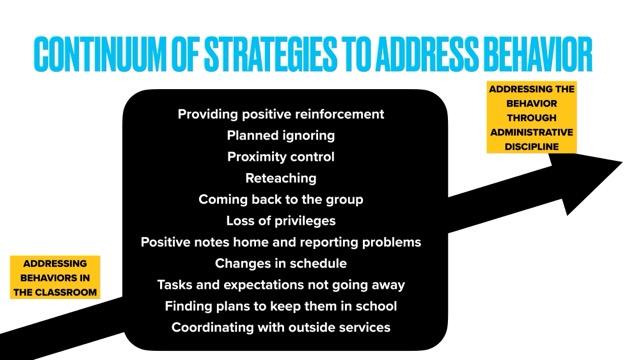 CONTINUUM OF STRATEGIES TO ADDRESS BEHAVIOR
ADDRESSING THE
BEHAVIOR
THROUGH
ADMINISTRATIVE
DISCIPLINE
Providing positive reinforcement
Planned ignoring
Proximity control
Reteaching
Coming back to the group
Loss of privileges
Positive notes home and reporting problems
Changes in schedule
Tasks and expectations not going away
Finding plans to keep them in school
Coordinating with outside services
ADDRESSING
BEHAVIORS IN
THE CLASSROOM